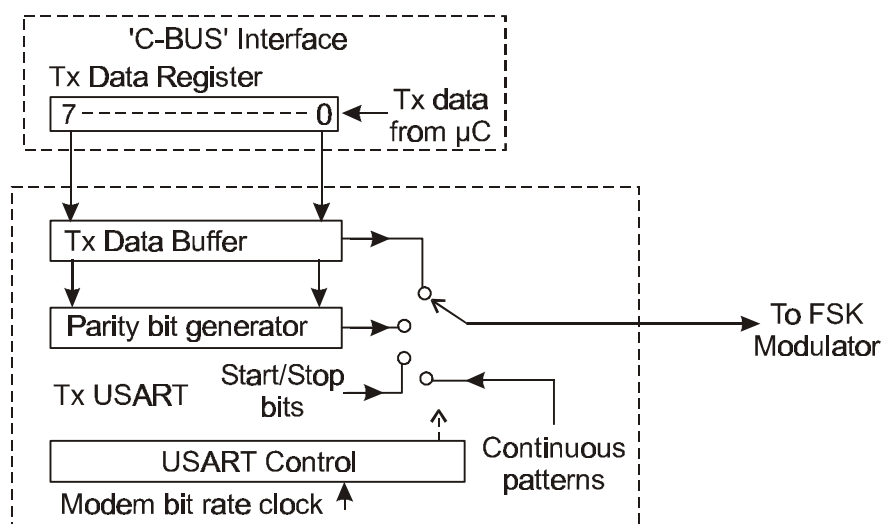 'C-BUS' Interface
Tx Data Register
7 0
Tx data
from µC
Tx Data Buffer
Parity bit generator
To FSK
Modulator
Start/Stop
bits
Tx USART
Continuous
patterns
USART Control
Modem bit rate clock